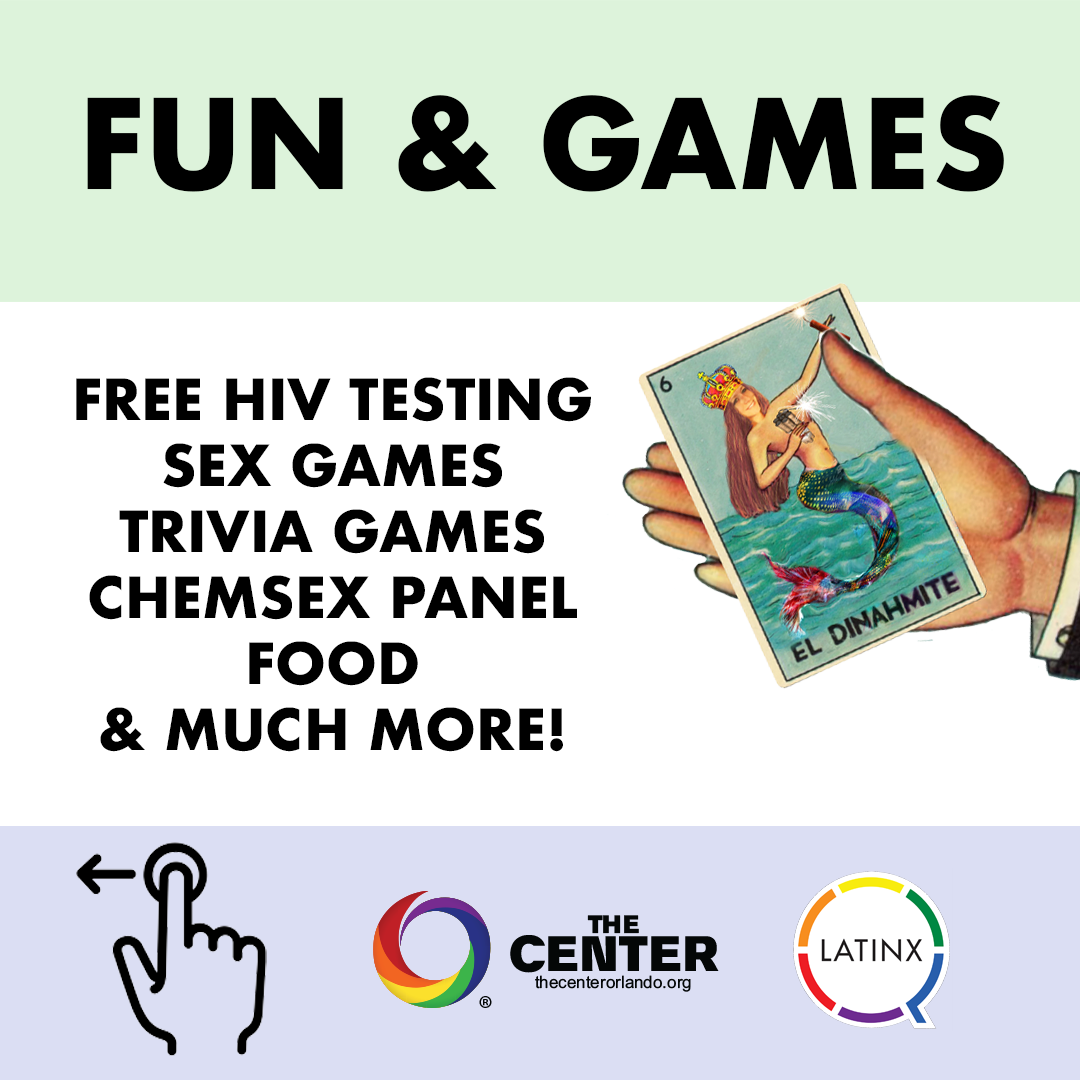 FUN & GAMES
FREE HIV TESTING
SEX GAMES
TRIVIA GAMES
CHEMSEX PANEL
FOOD
& MUCH MORE!
6
EL DINAHMITE
THE
CENTER
thecenterorlando.org
®
LATINX